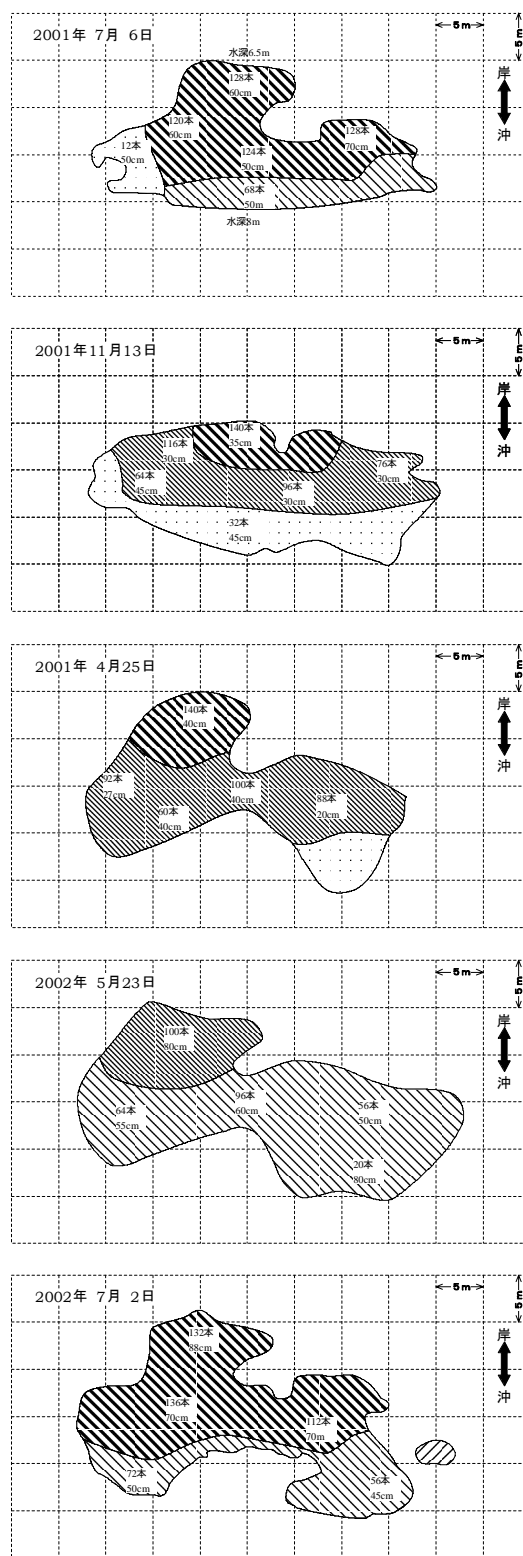 2001年 7月 6日
5m
5m
水深6.5m
岸
128本
60cm
120本
60cm
128本
70cm
沖
12本
50cm
124本
50cm
68本
50m
水深8m
2001年11月13日
5m
5m
岸
140本
35cm
116本
30cm
沖
76本
30cm
64本
45cm
96本
30cm
32本
45cm
2001年 4月25日
5m
5m
岸
140本
40cm
沖
92本
27cm
100本
40cm
88本
20cm
60本
40cm
2002年 5月23日
5m
5m
岸
100本
80cm
沖
96本
60cm
64本
55cm
56本
50cm
20本
80cm
2002年 7月 2日
5m
5m
132本
88cm
岸
沖
136本
70cm
112本
70m
72本
50cm
56本
45cm